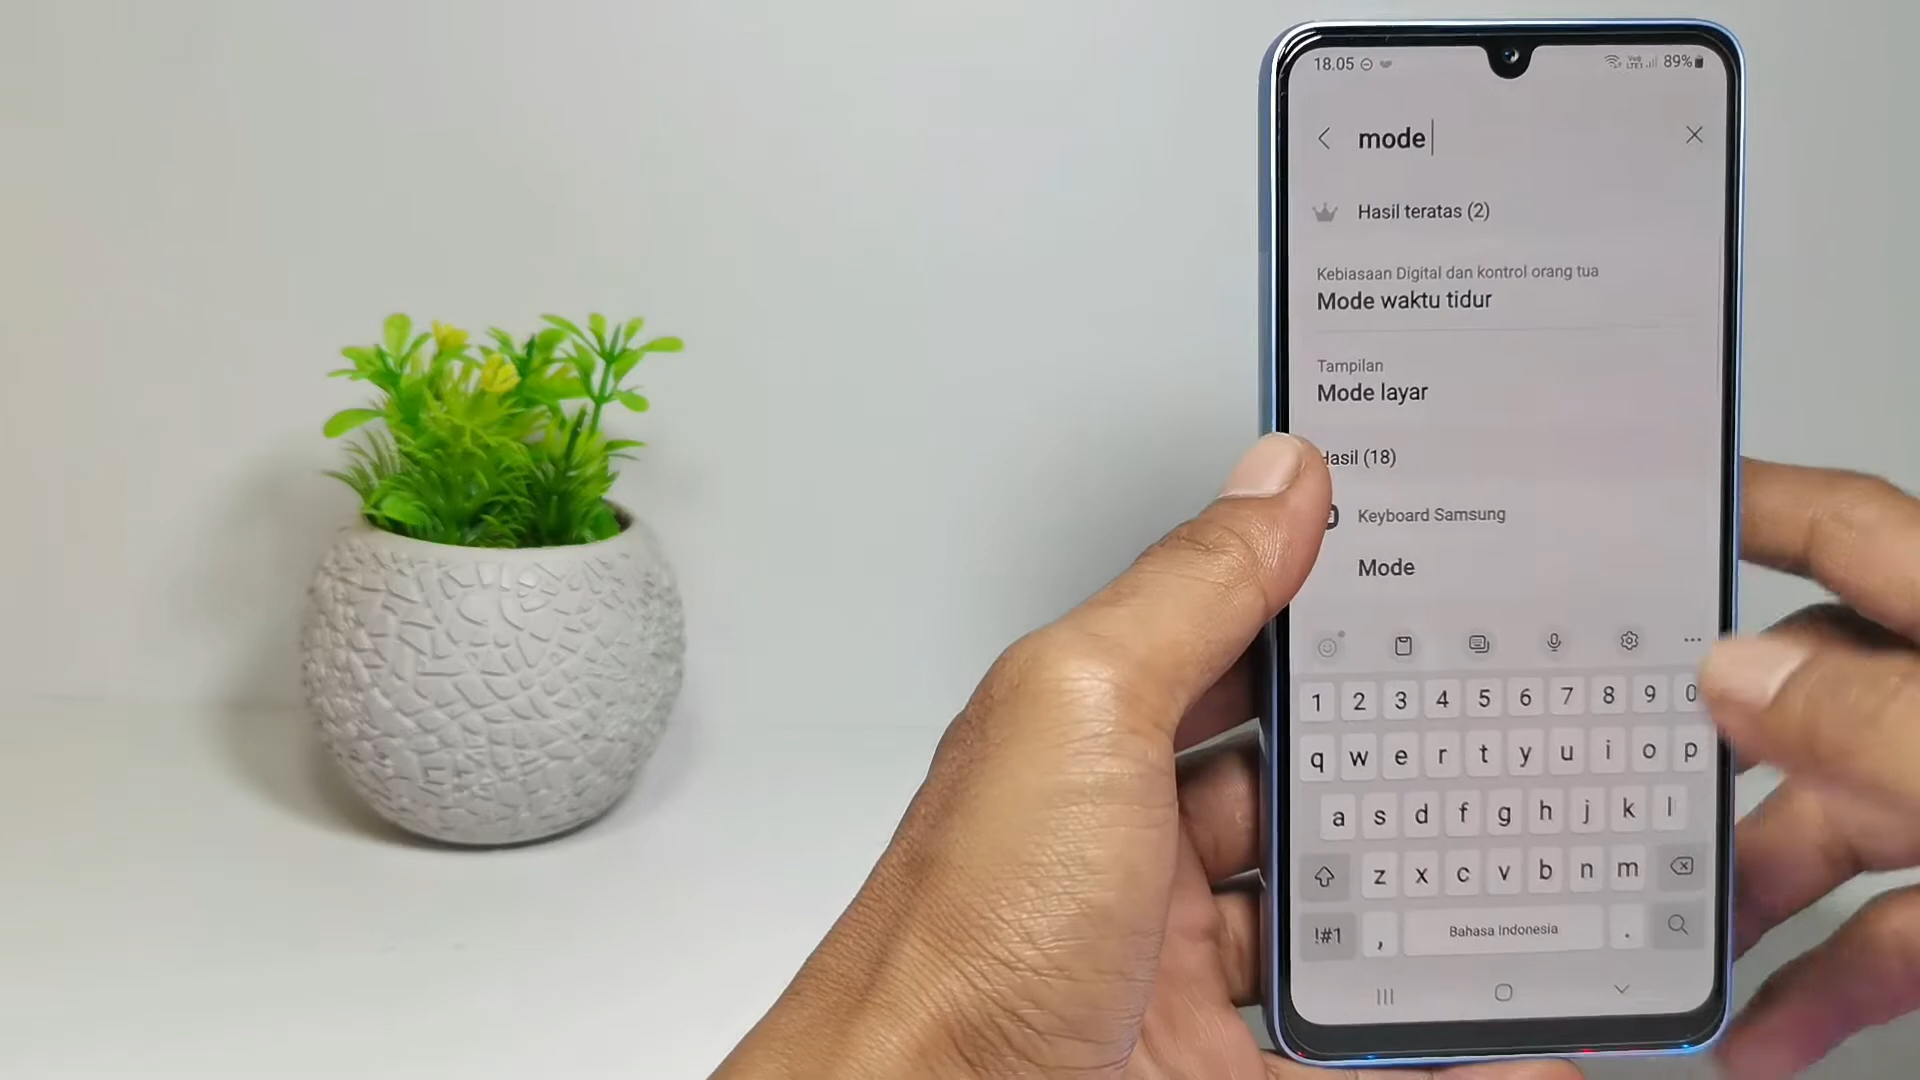 18.05 89%
mode
Hasil teratas (2)
Kebiasaan Digital dan kontrol orang tua
Mode waktu tidur
Tampilan
Mode layar
Hasil (18)
Keyboard Samsung
Mode
1 2 3 4 5 6 7 8 9 0
q w e r t y u i o p
a s d f g h j k l
z x c v b n m
!#1 , Bahasa Indonesia .